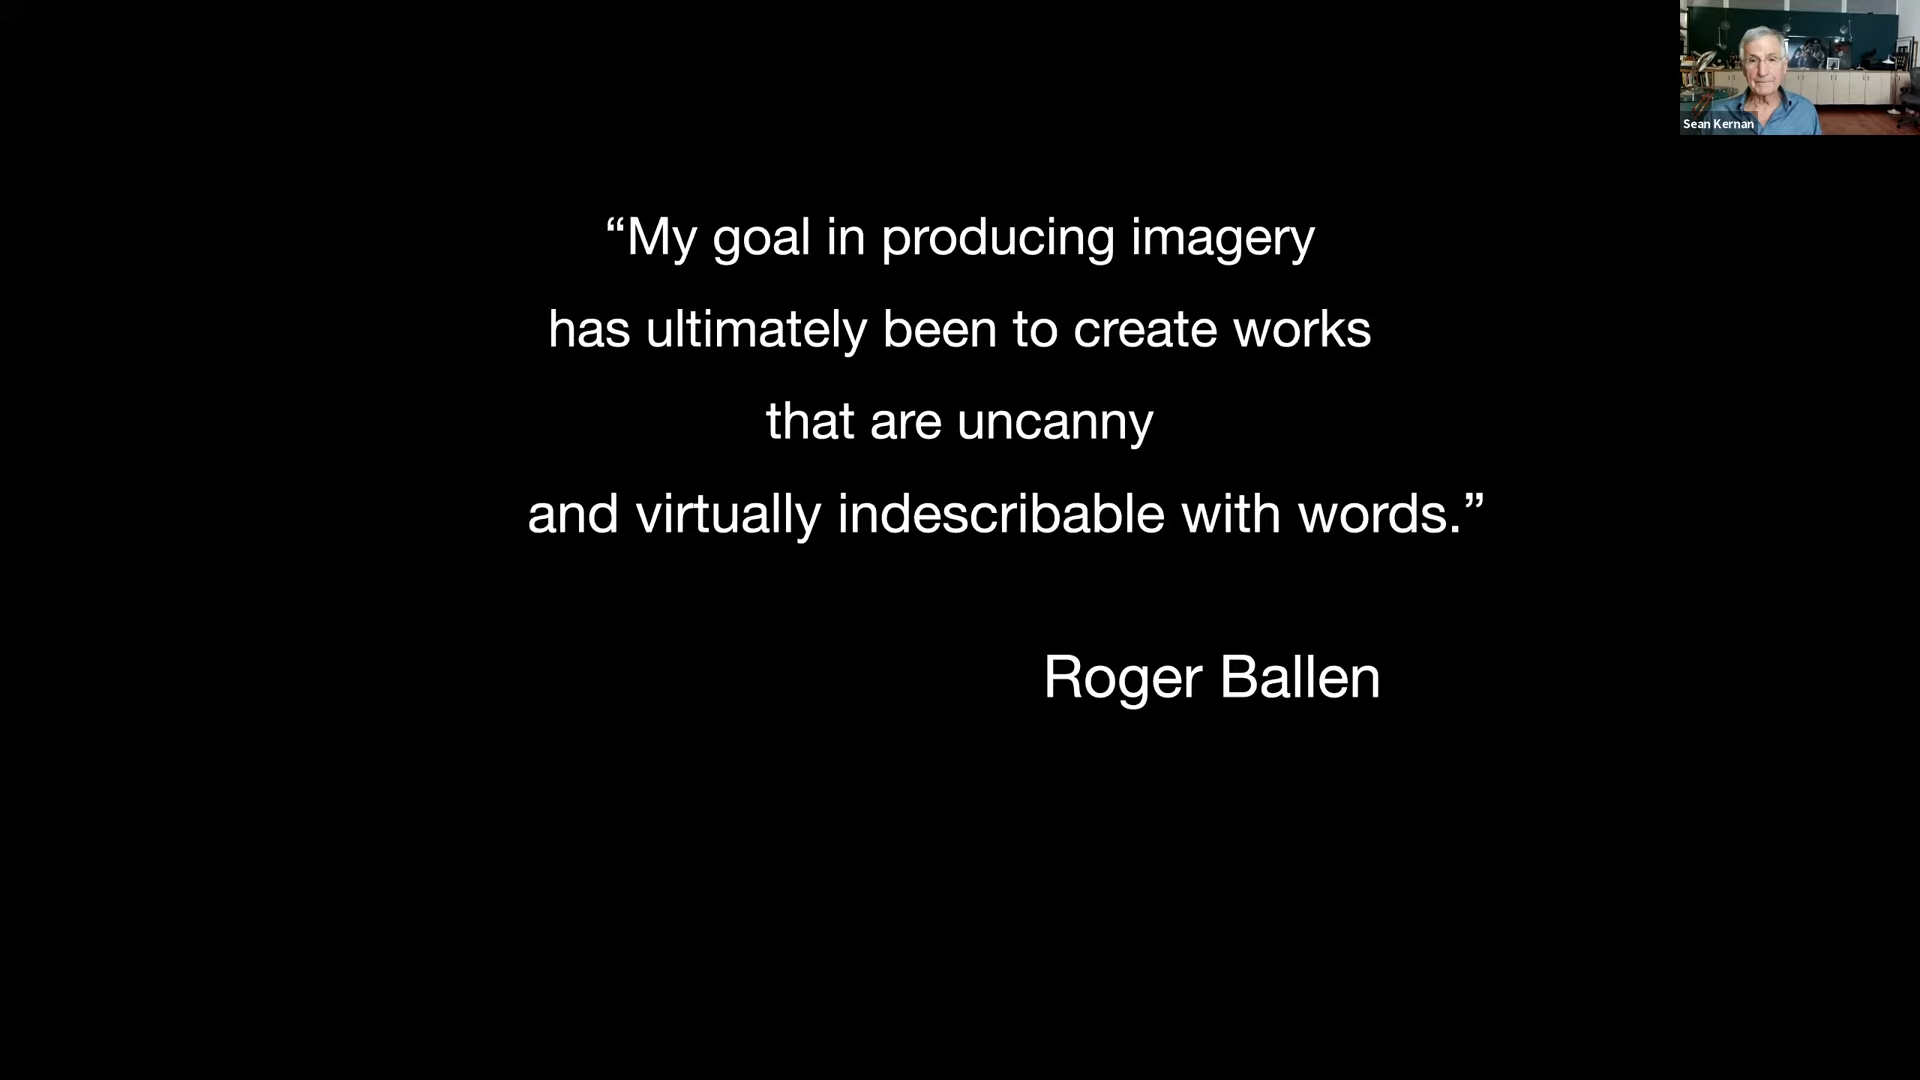 Sean Kernan
“My goal in producing imagery
has ultimately been to create works
that are uncanny
and virtually indescribable with words.”
Roger Ballen